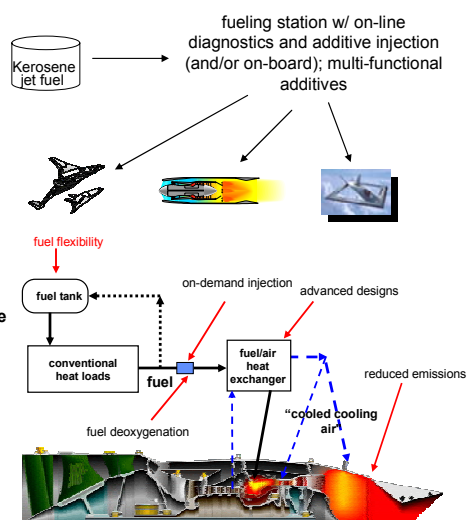 fueling station w/ on-line
diagnostics and additive injection
(and/or on-board); multi-functional
additives
Kerosene
jet fuel
fuel flexibility
on-demand injection
advanced designs
fuel tank
e
conventional
heat loads
fuel
fuel/air
heat
exchanger
reduced emissions
"cooled cooling
air"
fuel deoxygenation